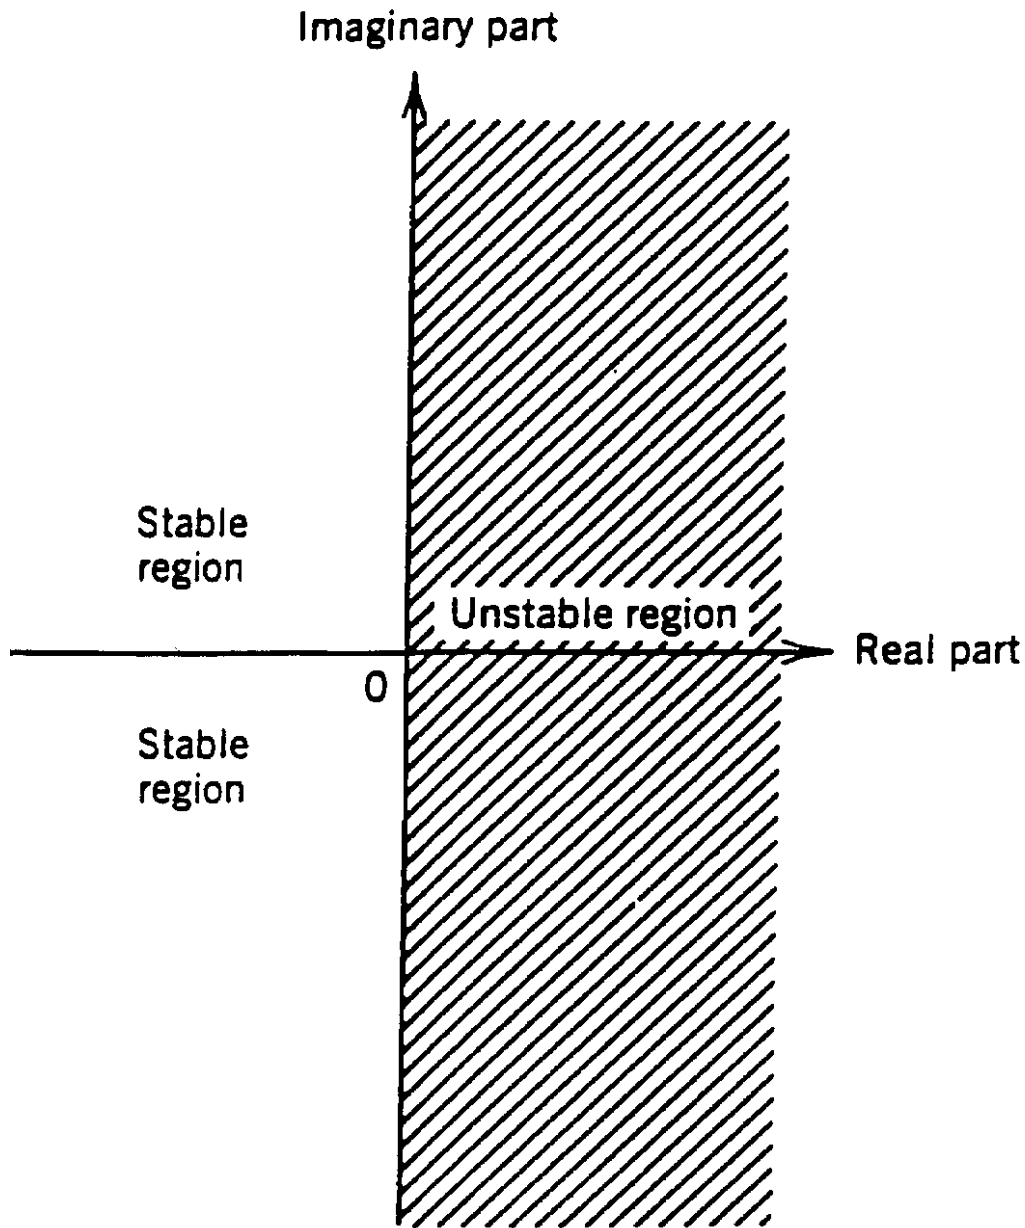 Imaginary part
Stable
region
Unstable region
Real part
0
Stable
region